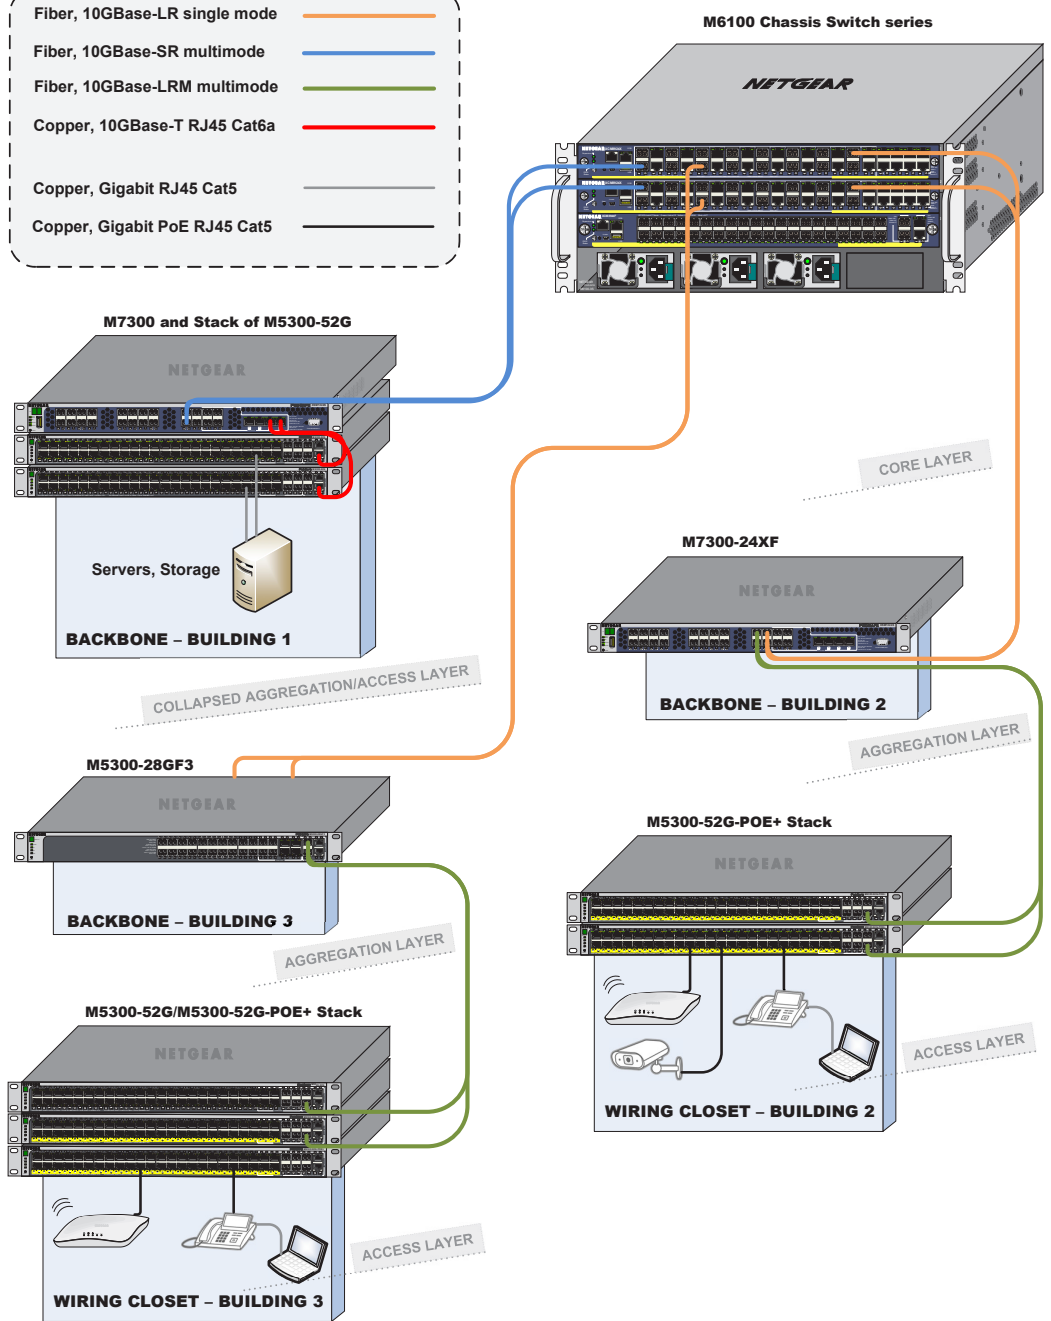 Fiber, 10GBase-LR single mode
Fiber, 10GBase-SR multimode
Fiber, 10GBase-LRM multimode
Copper, 10GBase-T RJ45 Cat6a
Copper, Gigabit RJ45 Cat5
Copper, Gigabit PoE RJ45 Cat5
M6100 Chassis Switch series
NETGEAR
M7300 and Stack of M5300-52G
NETGEAR
CORE LAYER
Servers, Storage
BACKBONE – BUILDING 1
M7300-24XF
NETGEAR
BACKBONE – BUILDING 2
COLLAPSED AGGREGATION/ACCESS LAYER
AGGREGATION LAYER
M5300-28GF3
NETGEAR
BACKBONE – BUILDING 3
M5300-52G-POE+ Stack
NETGEAR
AGGREGATION LAYER
M5300-52G/M5300-52G-POE+ Stack
NETGEAR
ACCESS LAYER
WIRING CLOSET – BUILDING 2
ACCESS LAYER
WIRING CLOSET – BUILDING 3